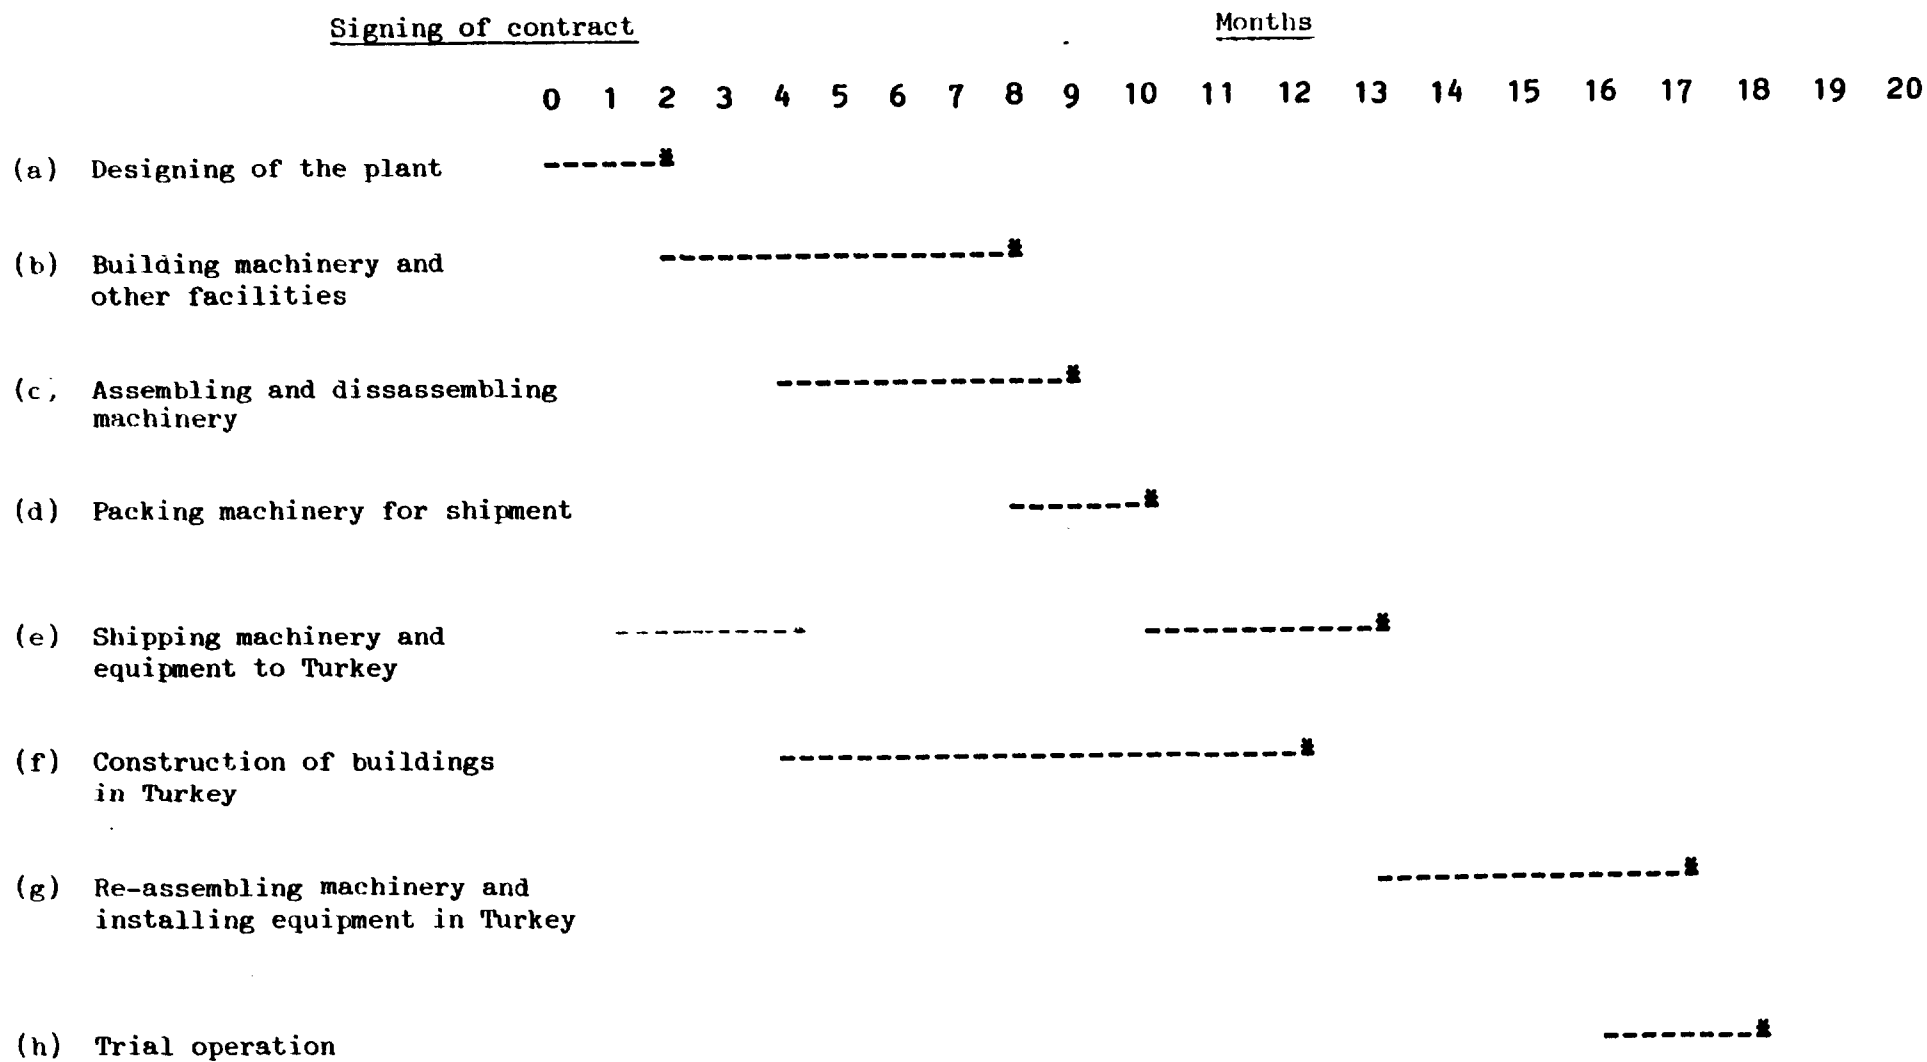 Signing of contract Months
0 1 2 3 4 5 6 7 8 9 10 11 12 13 14 15 16 17 18 19 20
(a) Designing of the plant ------*
(b) Building machinery and ------------------*
other facilities
(c, Assembling and dissassembling ---------------*
machinery
(d) Packing machinery for shipment -------*
(e) Shipping machinery and ---------- ------------*
equipment to Turkey
(f) Construction of buildings ---------------------------*
in Turkey
(g) Re-assembling machinery and ----------------*
installing equipment in Turkey
(h) Trial operation --------*